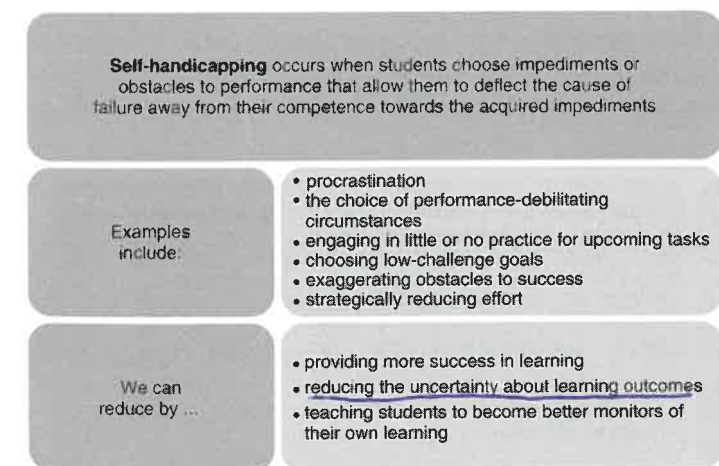 Self-handicapping occurs when students choose impediments or
obstacles to performance that allow them to deflect the cause of
failure away from their competence towards the acquired impediments
Examples
include:
• procrastination
• the choice of performance-debilitating
circumstances
• engaging in little or no practice for upcoming tasks
• choosing low-challenge goals
• exaggerating obstacles to success
• strategically reducing effort
We can
reduce by ...
• providing more success in learning
• reducing the uncertainty about learning outcomes
• teaching students to become better monitors of
their own learning